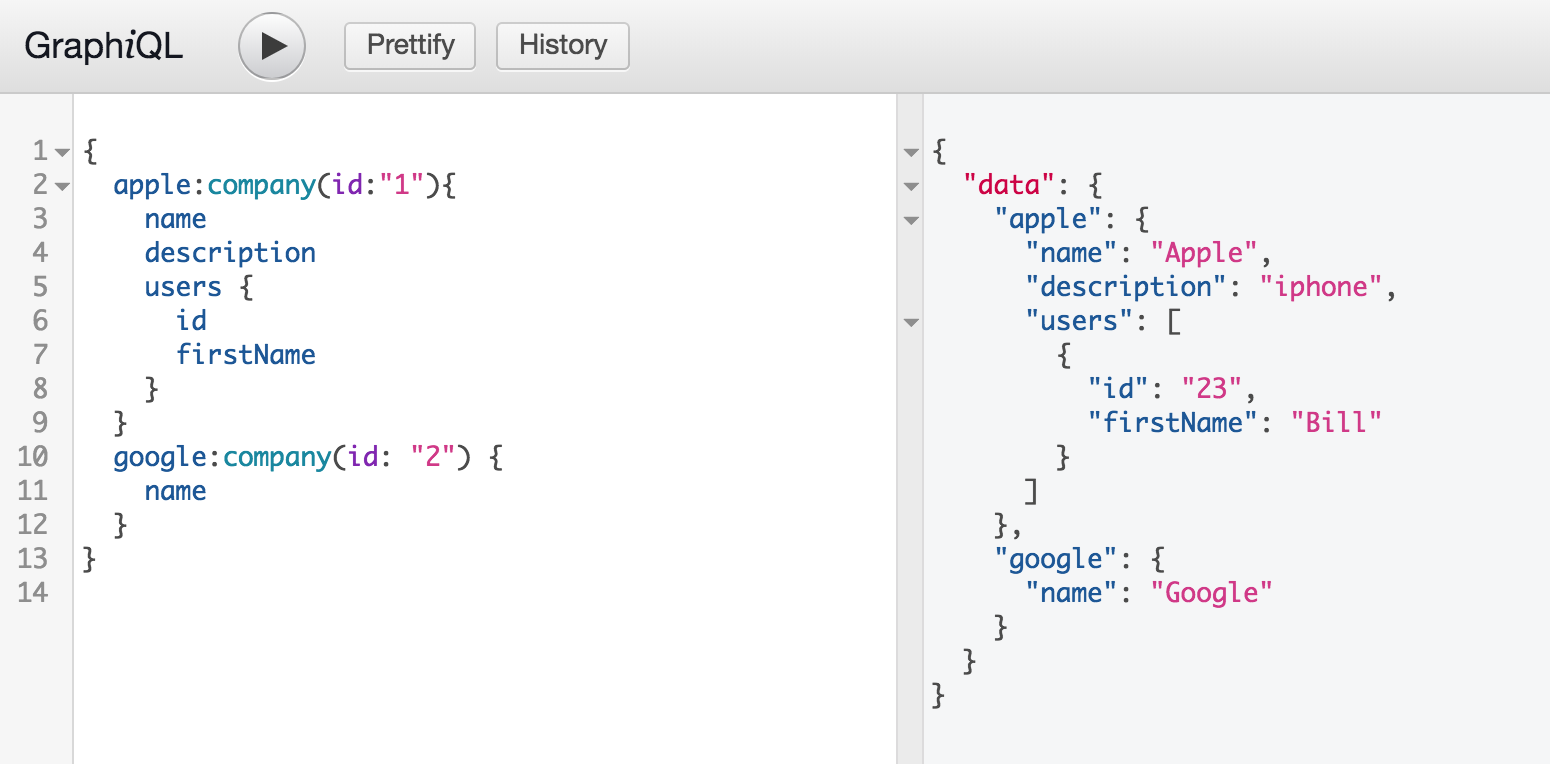 GraphiQL Prettify History
1 {
2 apple:company(id:"1"){
3 name
4 description
5 users {
6 id
7 firstName
8 }
9 }
10 google:company(id: "2") {
11 name
12 }
13 }
14
{
"data": {
"apple": {
"name": "Apple",
"description": "iphone",
"users": [
{
"id": "23",
"firstName": "Bill"
}
]
},
"google": {
"name": "Google"
}
}
}